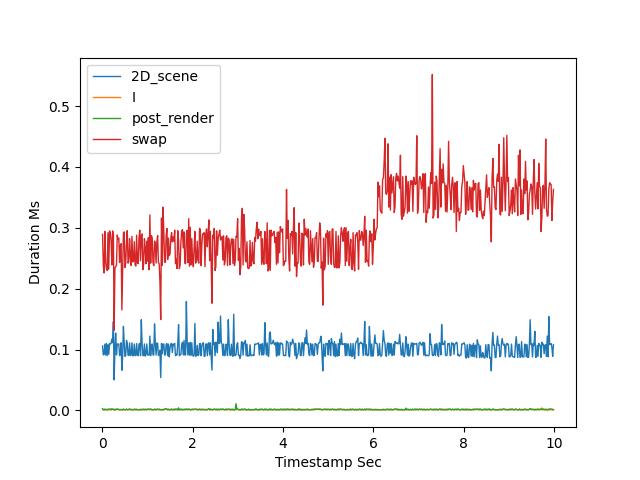 2D_scene
I
post_render
swap
Duration Ms
0.5
0.4
0.3
0.2
0.1
0.0
0 2 4 6 8 10
Timestamp Sec